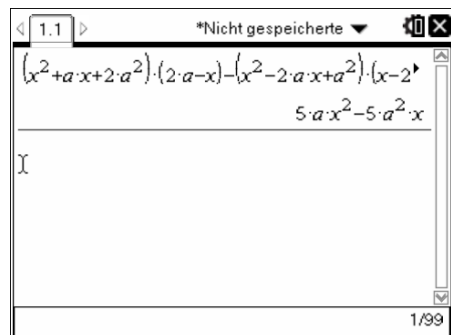 1.1 *Nicht gespeicherte
(x²+a·x+2·a²)·(2·a-x)-(x²-2·a·x+a²)·(x-2
5·a·x²-5·a²·x
1/99